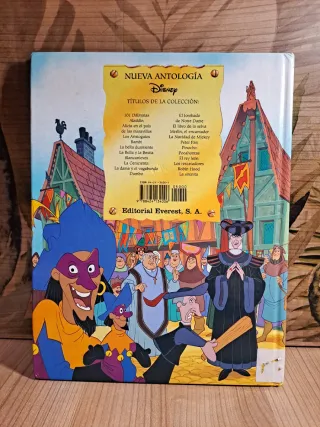 NUEVA ANTOLOGÍA
Disney
TÍTULOS DE LA COLECCIÓN:
101 Dálmatas
Aladdin
Alicia en el país
de las maravillas
Los Aristogatos
Bambi
La bella durmiente
La Bella y la Bestia
Blancanieves
La Cenicienta
La dama y el vagabundo
Dumbo
El jorobado
de Notre Dame
El libro de la selva
Merlín, el encantador
La Navidad de Mickey
Peter Pan
Pinocho
Pocahontas
El rey león
Los rescatadores
Robin Hood
La sirenita
Editorial Everest, S. A.